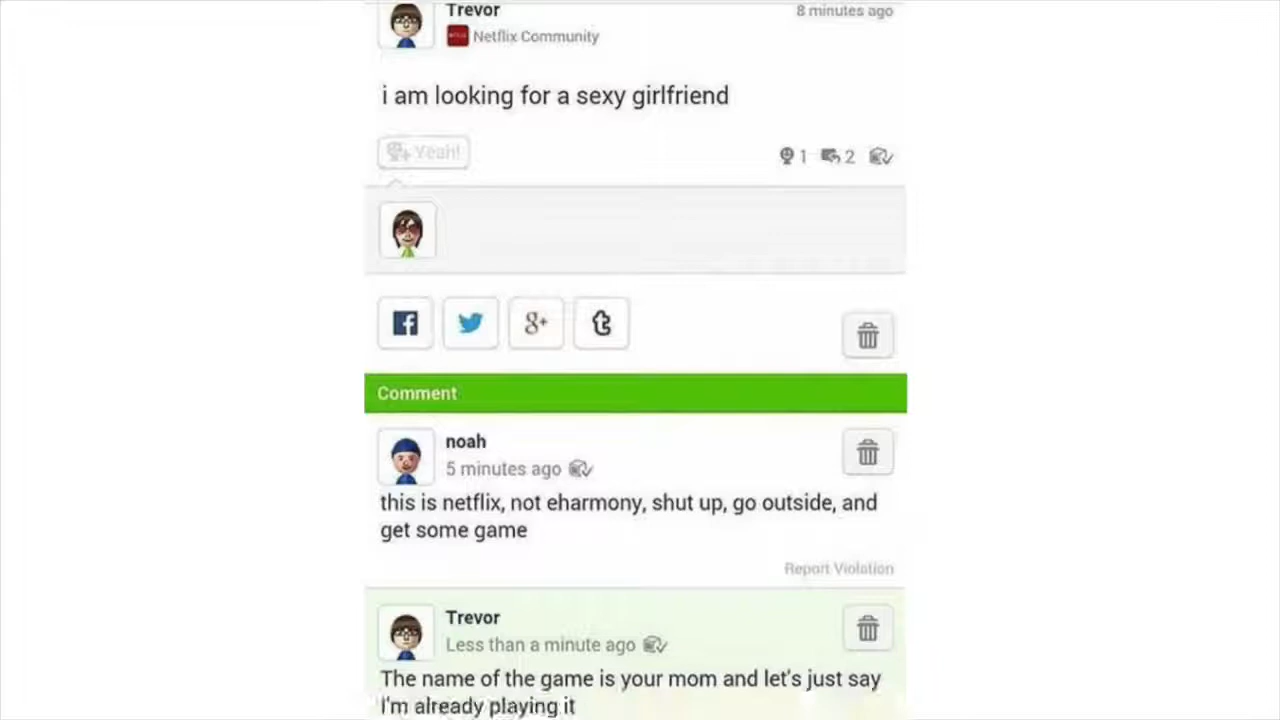 Trevor
8 minutes ago
NETFLIX
Netflix Community
i am looking for a sexy girlfriend
Yeah!
1
2
Comment
noah
5 minutes ago
this is netflix, not eharmony, shut up, go outside, and
get some game
Report Violation
Trevor
Less than a minute ago
The name of the game is your mom and let's just say
I'm already playing it